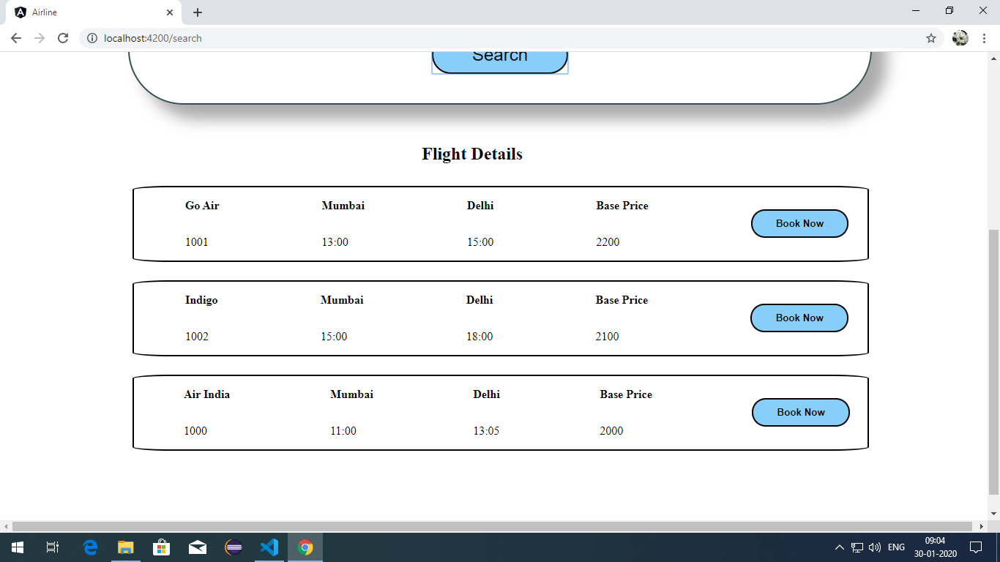 Airline
localhost:4200/search
Search
Flight Details
Go Air Mumbai Delhi Base Price
Book Now
1001 13:00 15:00 2200
Indigo Mumbai Delhi Base Price
Book Now
1002 15:00 18:00 2100
Air India Mumbai Delhi Base Price
Book Now
1000 11:00 13:05 2000
ENG
09:04
30-01-2020